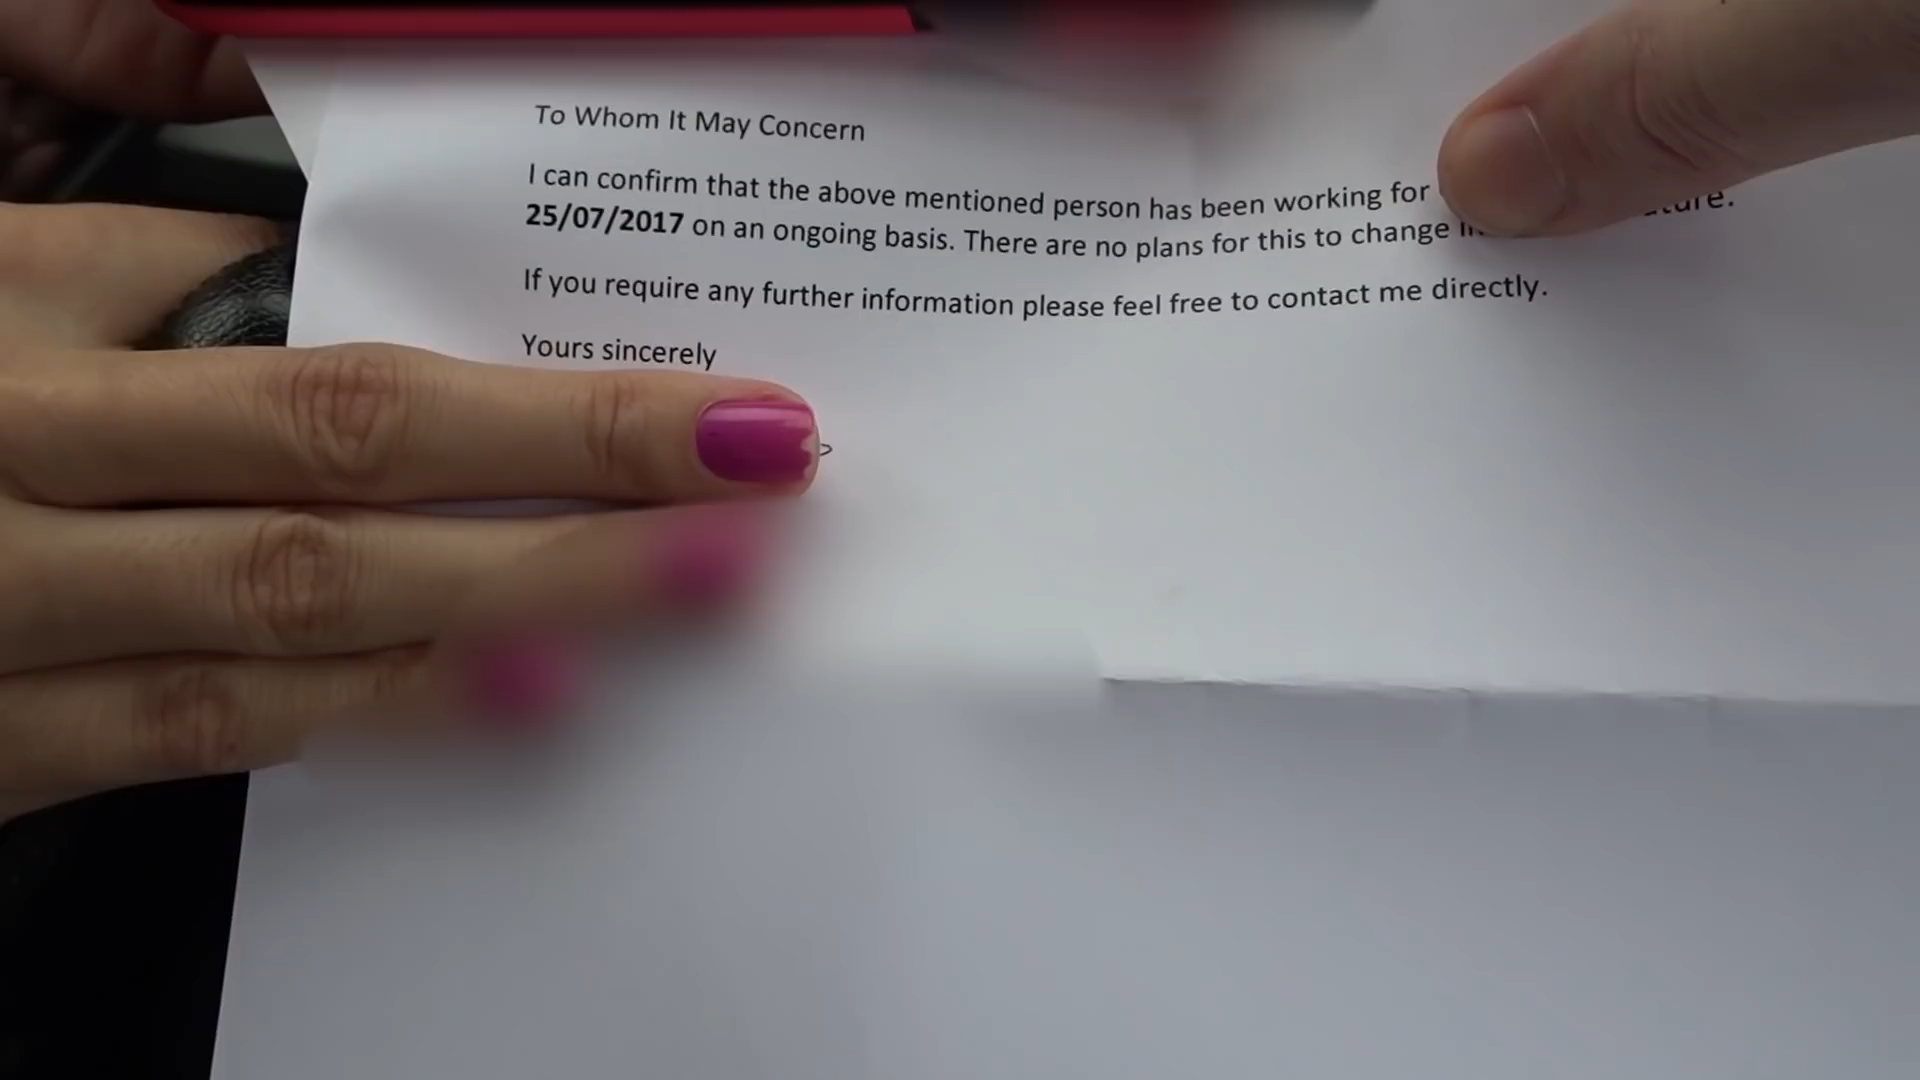 To Whom It May Concern
I can confirm that the above mentioned person has been working for
25/07/2017 on an ongoing basis. There are no plans for this to change
If you require any further information please feel free to contact me directly.
Yours sincerely